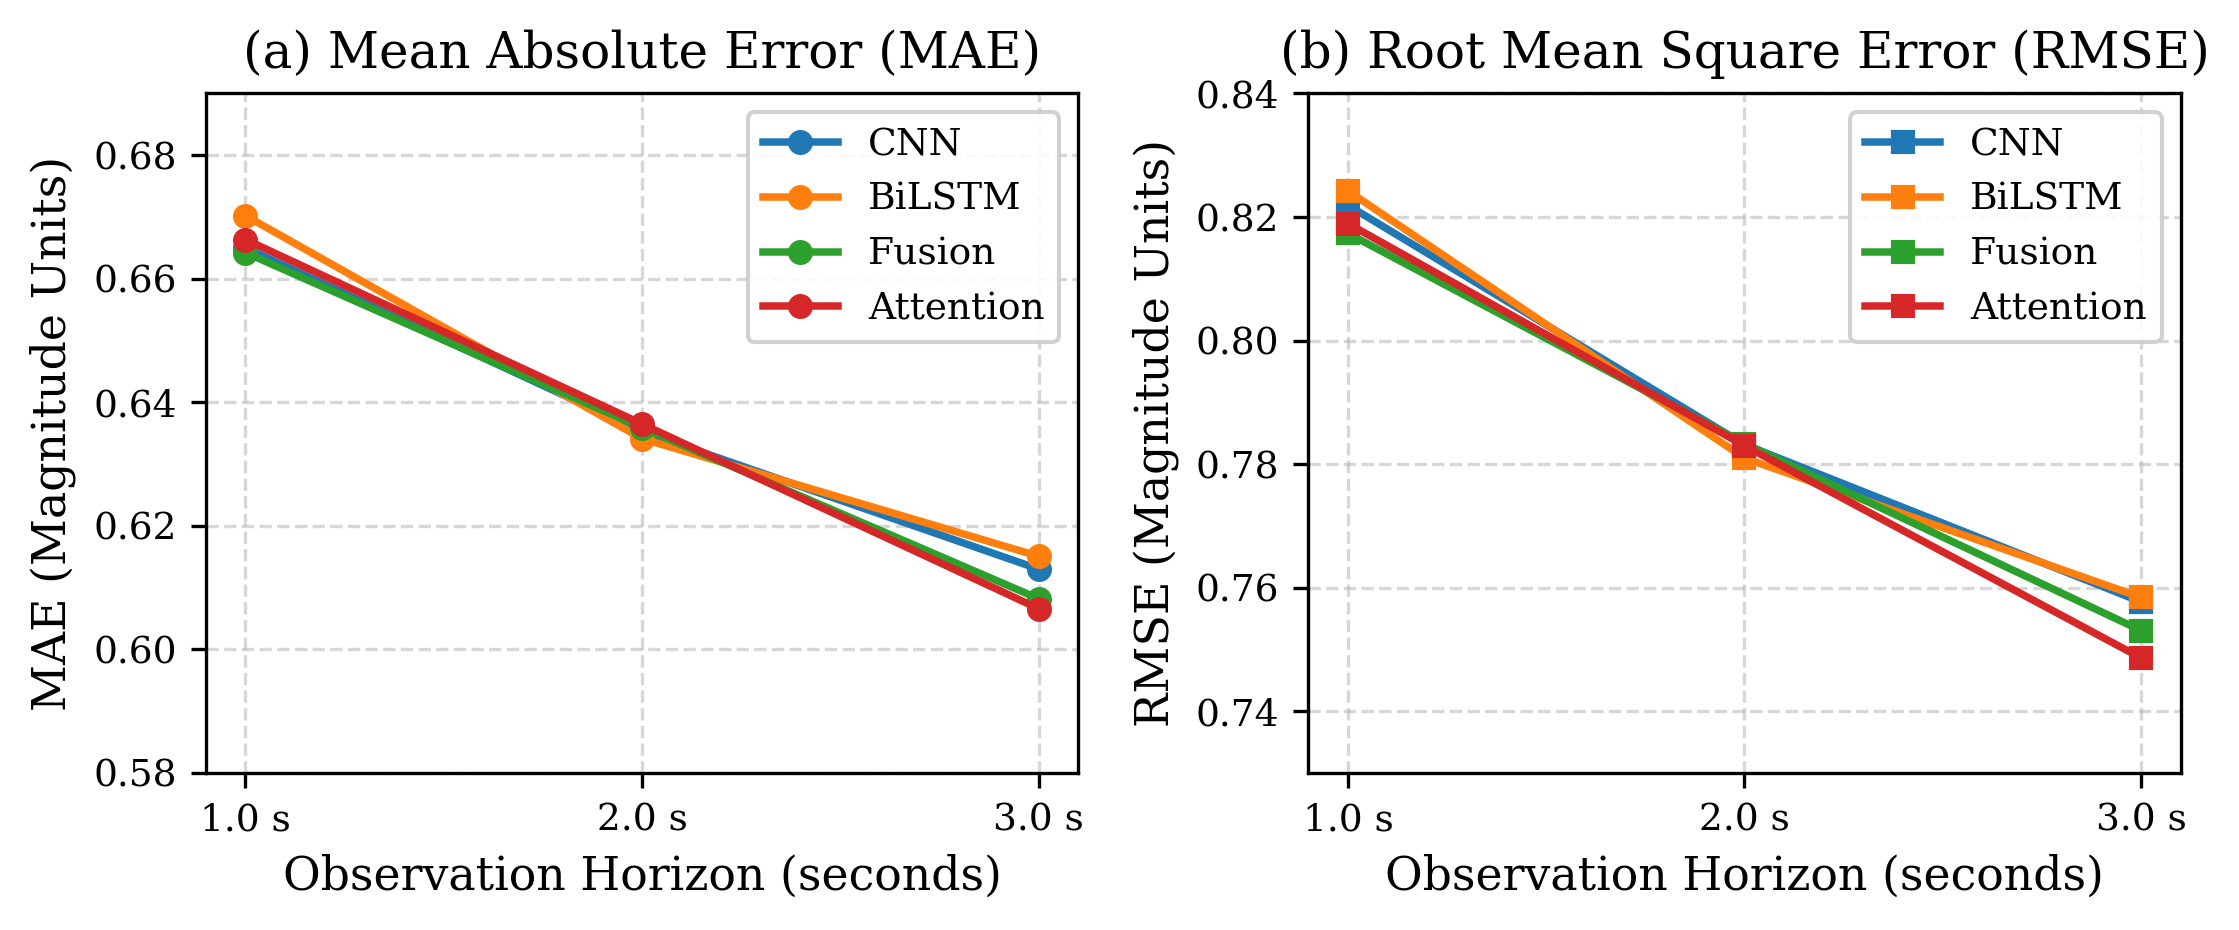 (a) Mean Absolute Error (MAE)
MAE (Magnitude Units)
0.68
0.66
0.64
0.62
0.60
0.58
1.0 s
2.0 s
3.0 s
Observation Horizon (seconds)
CNN
BiLSTM
Fusion
Attention
(b) Root Mean Square Error (RMSE)
RMSE (Magnitude Units)
0.84
0.82
0.80
0.78
0.76
0.74
1.0 s
2.0 s
3.0 s
Observation Horizon (seconds)
CNN
BiLSTM
Fusion
Attention